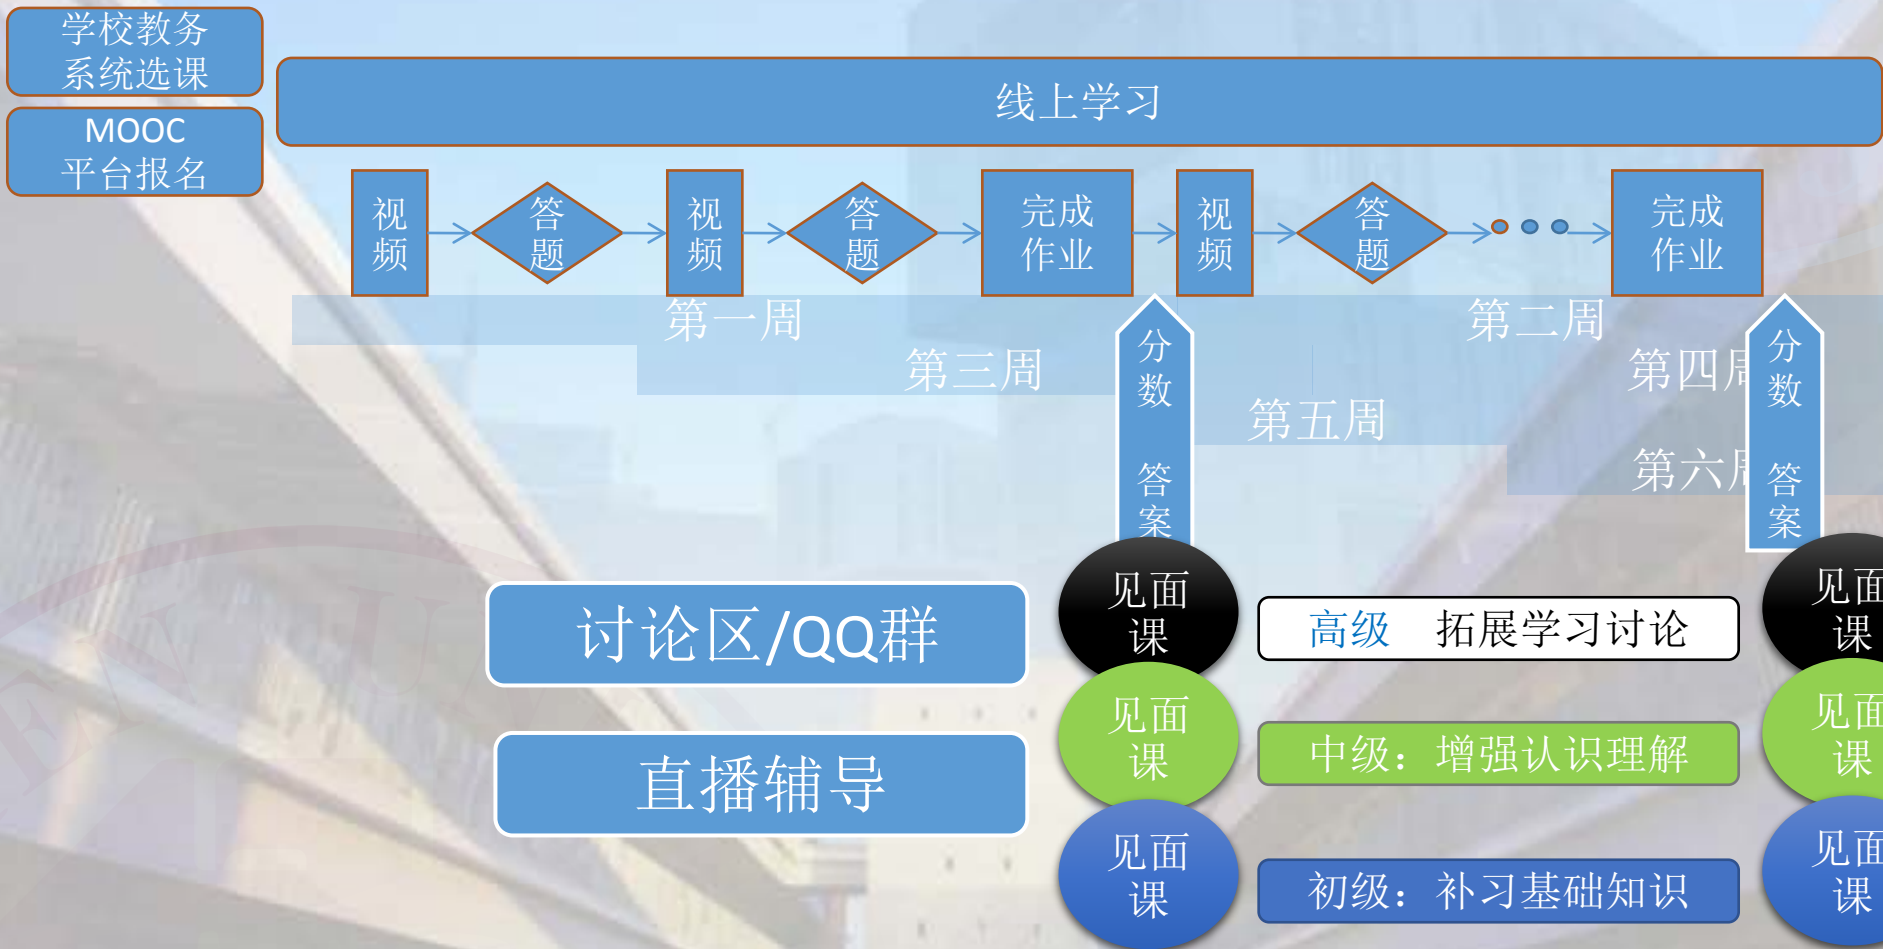 学校教务
系统选课
MOOC
平台报名
线上学习
视
频
答
题
视
频
答
题
完成
作业
视
频
答
题
完成
作业
第一周
第二周
第三周
第四周
第五周
第六周
分
数
答
案
分
数
答
案
讨论区/QQ群
直播辅导
见面
课
高级 拓展学习讨论
见面
课
见面
课
中级：增强认识理解
见面
课
见面
课
初级：补习基础知识
见面
课